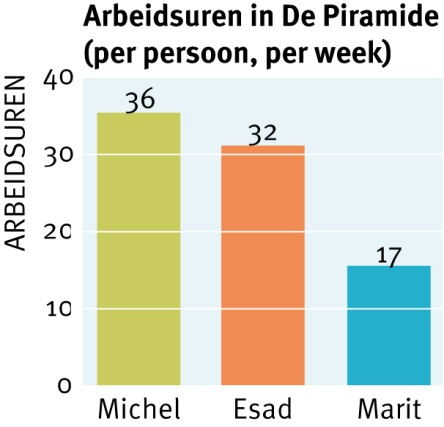 Arbeidsuren in De Piramide
(per persoon, per week)
ARBEIDSUREN
40
30
20
10
0
36
32
17
Michel
Esad
Marit